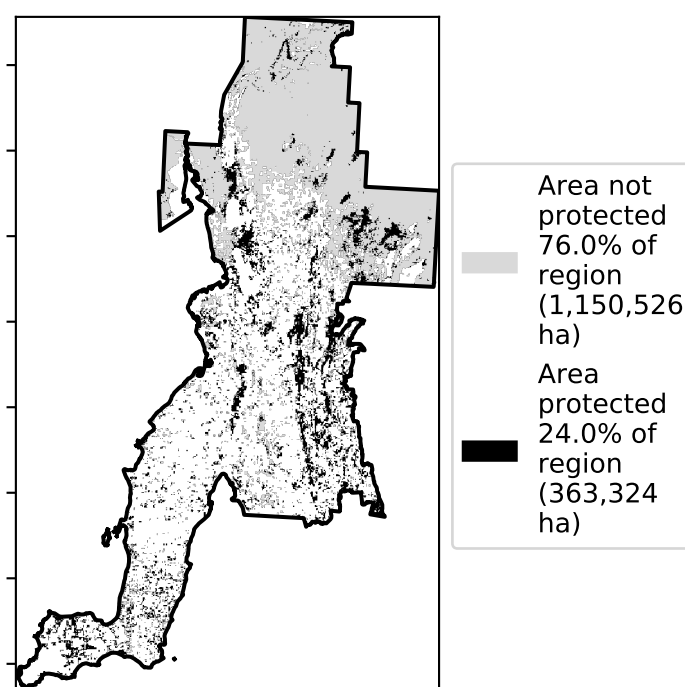 Area not
protected
76.0% of
region
(1,150,526
ha)
Area
protected
24.0% of
region
(363,324
ha)